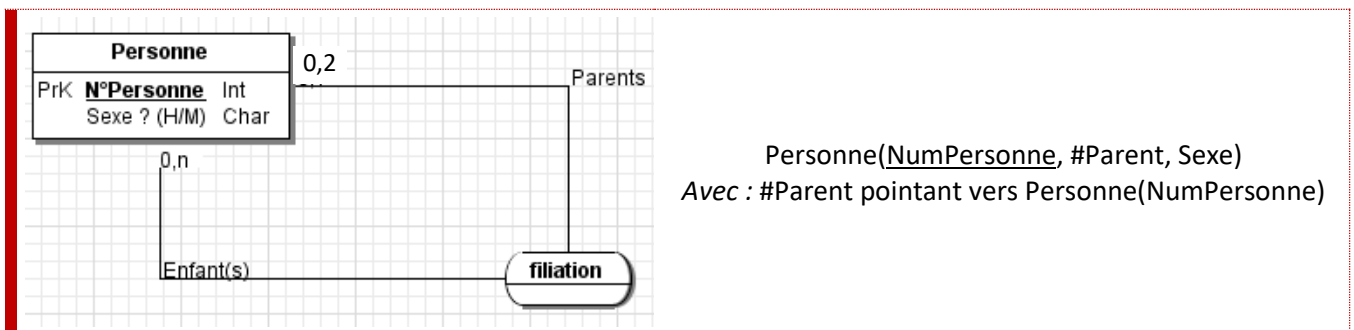 Personne
0,2
Parents
PrK N°Personne Int
Sexe ? (H/M) Char
0,n
Personne(NumPersonne, #Parent, Sexe)
Avec : #Parent pointant vers Personne(NumPersonne)
Enfant(s)
filiation